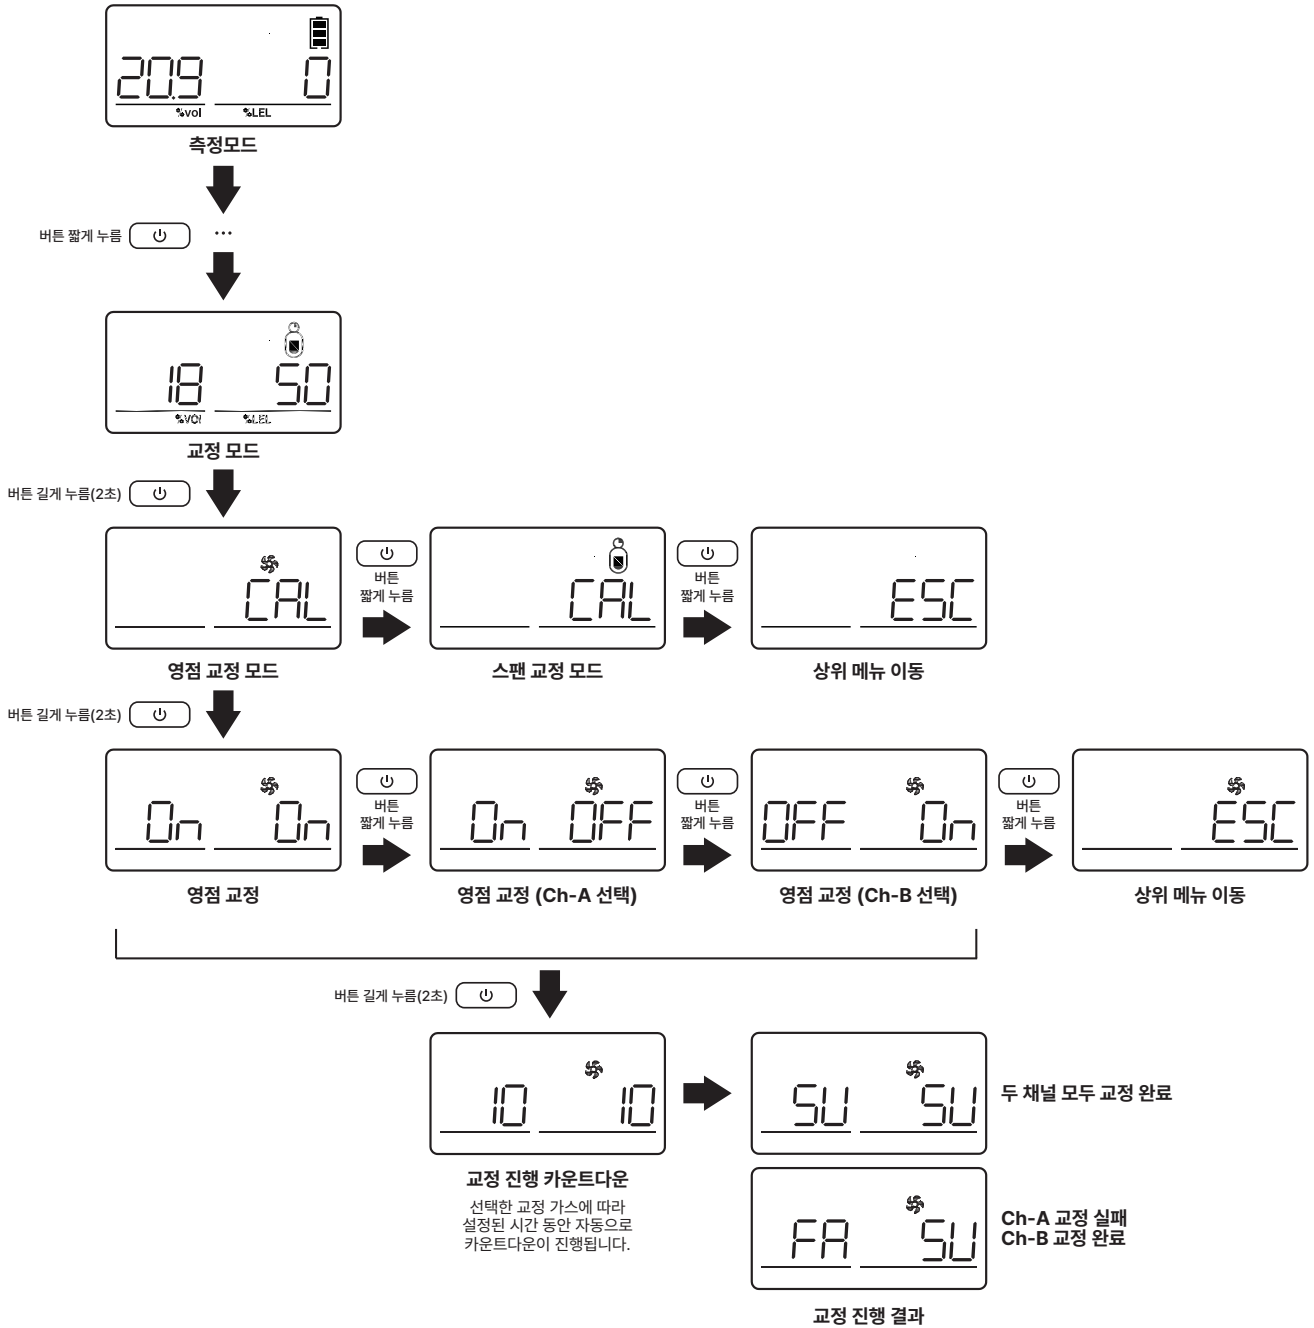 20.9 0
%vol %LEL
측정모드
버튼 짧게 누름 ...
18 50
%VOl %LEL
교정 모드
버튼 길게 누름(2초)
CAL
영점 교정 모드
버튼
짧게 누름
CAL
스팬 교정 모드
버튼
짧게 누름
ESC
상위 메뉴 이동
버튼 길게 누름(2초)
On On
영점 교정
버튼
짧게 누름
On OFF
영점 교정 (Ch-A 선택)
버튼
짧게 누름
OFF On
영점 교정 (Ch-B 선택)
버튼
짧게 누름
ESC
상위 메뉴 이동
버튼 길게 누름(2초)
10 10
교정 진행 카운트다운
선택한 교정 가스에 따라
설정된 시간 동안 자동으로
카운트다운이 진행됩니다.
SU SU
두 채널 모두 교정 완료
FA SU
Ch-A 교정 실패
Ch-B 교정 완료
교정 진행 결과